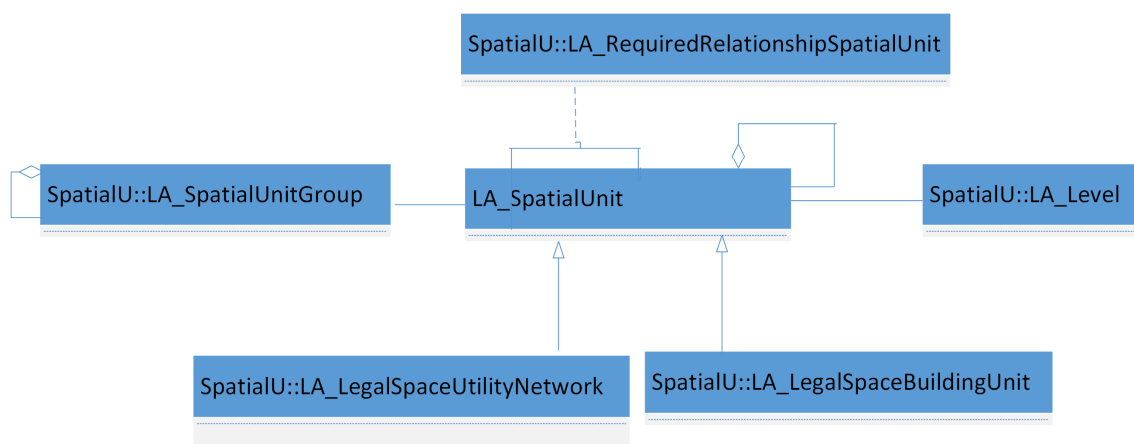 SpatialU::LA_RequiredRelationshipSpatialUnit
SpatialU::LA_SpatialUnitGroup
LA_SpatialUnit
SpatialU::LA_Level
SpatialU::LA_LegalSpaceUtilityNetwork
SpatialU::LA_LegalSpaceBuildingUnit